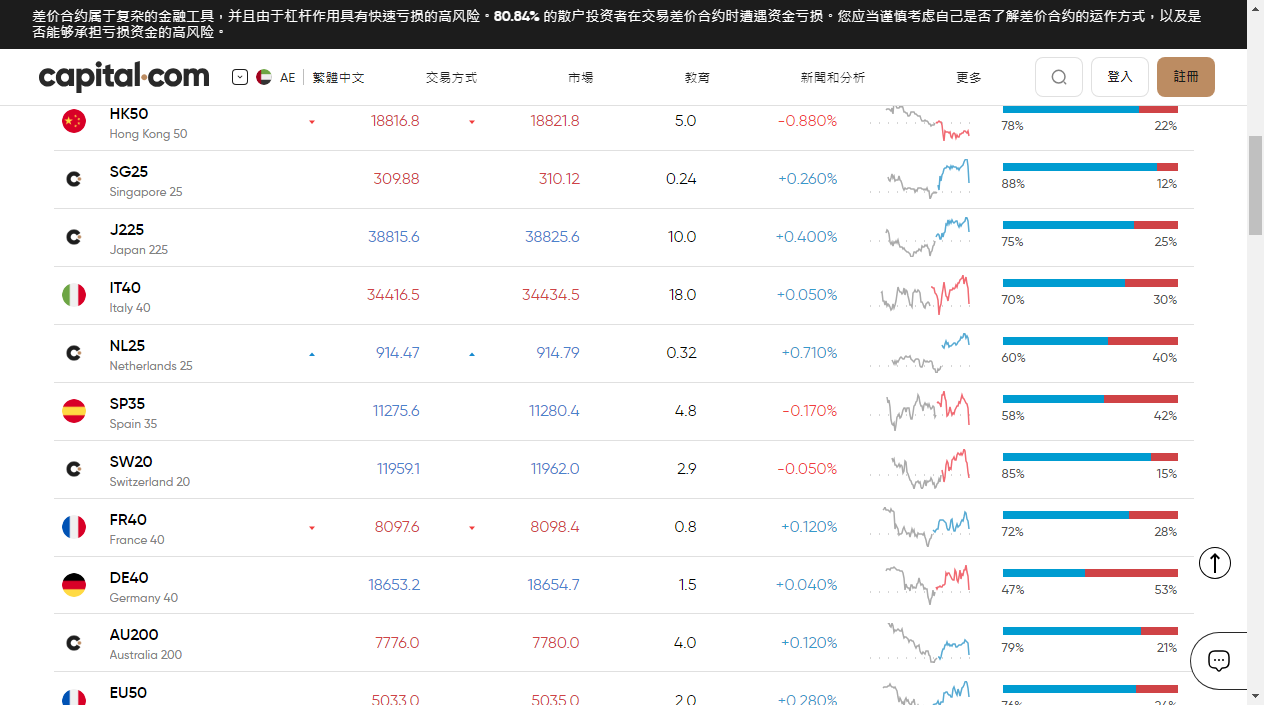 差价合约属于复杂的金融工具，并且由于杠杆作用具有快速亏损的高风险。80.84% 的散户投资者在交易差价合约时遭遇资金亏损。您应当谨慎考虑自己是否了解差价合约的运作方式，以及是
否能够承担亏损资金的高风险。
capital.com AE 繁體中文 交易方式 市場 教育 新聞和分析 更多 登入 註冊
HK50 18816.8 18821.8 5.0 -0.880%
Hong Kong 50 78% 22%
SG25 309.88 310.12 0.24 +0.260%
Singapore 25 88% 12%
J225 38815.6 38825.6 10.0 +0.400%
Japan 225 75% 25%
IT40 34416.5 34434.5 18.0 +0.050%
Italy 40 70% 30%
NL25 914.47 914.79 0.32 +0.710%
Netherlands 25 60% 40%
SP35 11275.6 11280.4 4.8 -0.170%
Spain 35 58% 42%
SW20 11959.1 11962.0 2.9 -0.050%
Switzerland 20 85% 15%
FR40 8097.6 8098.4 0.8 +0.120%
France 40 72% 28%
DE40 18653.2 18654.7 1.5 +0.040%
Germany 40 47% 53%
AU200 7776.0 7780.0 4.0 +0.120%
Australia 200 79% 21%
EU50 5033.0 5035.0 2.0 +0.280%
76% 24%